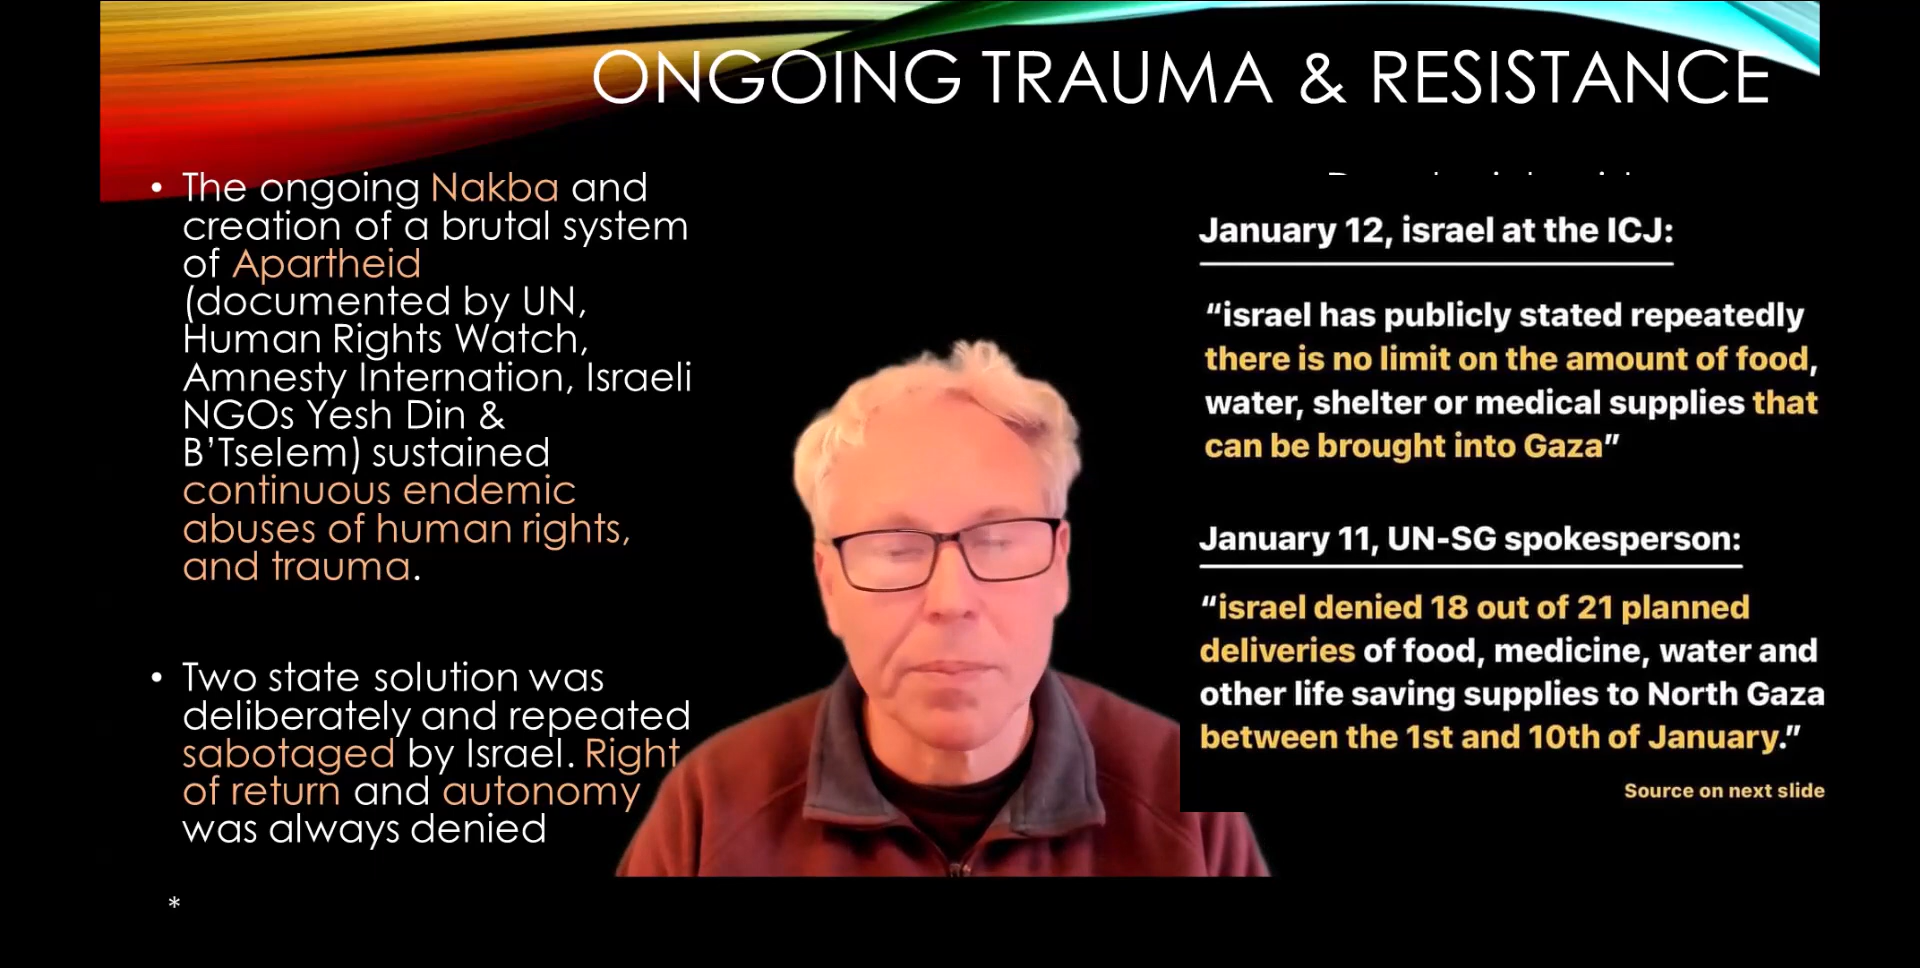 ONGOING TRAUMA & RESISTANCE
• The ongoing Nakba and
creation of a brutal system
of Apartheid
(documented by UN,
Human Rights Watch,
Amnesty Internation, Israeli
NGOs Yesh Din &
B’Tselem) sustained
continuous endemic
abuses of human rights,
and trauma.
• Two state solution was
deliberately and repeated
sabotaged by Israel. Right
of return and autonomy
was always denied
*
January 12, israel at the ICJ:
“israel has publicly stated repeatedly
there is no limit on the amount of food,
water, shelter or medical supplies that
can be brought into Gaza”
January 11, UN-SG spokesperson:
“israel denied 18 out of 21 planned
deliveries of food, medicine, water and
other life saving supplies to North Gaza
between the 1st and 10th of January.”
Source on next slide